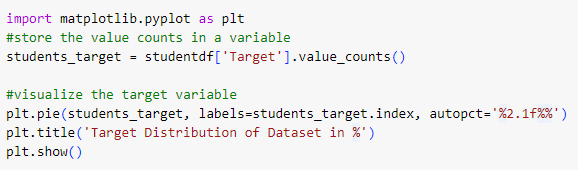 import matplotlib.pyplot as plt
#store the value counts in a variable
students_target = studentdf['Target'].value_counts()
#visualize the target variable
plt.pie(students_target, labels=students_target.index, autopct='%2.1f%%')
plt.title('Target Distribution of Dataset in %')
plt.show()